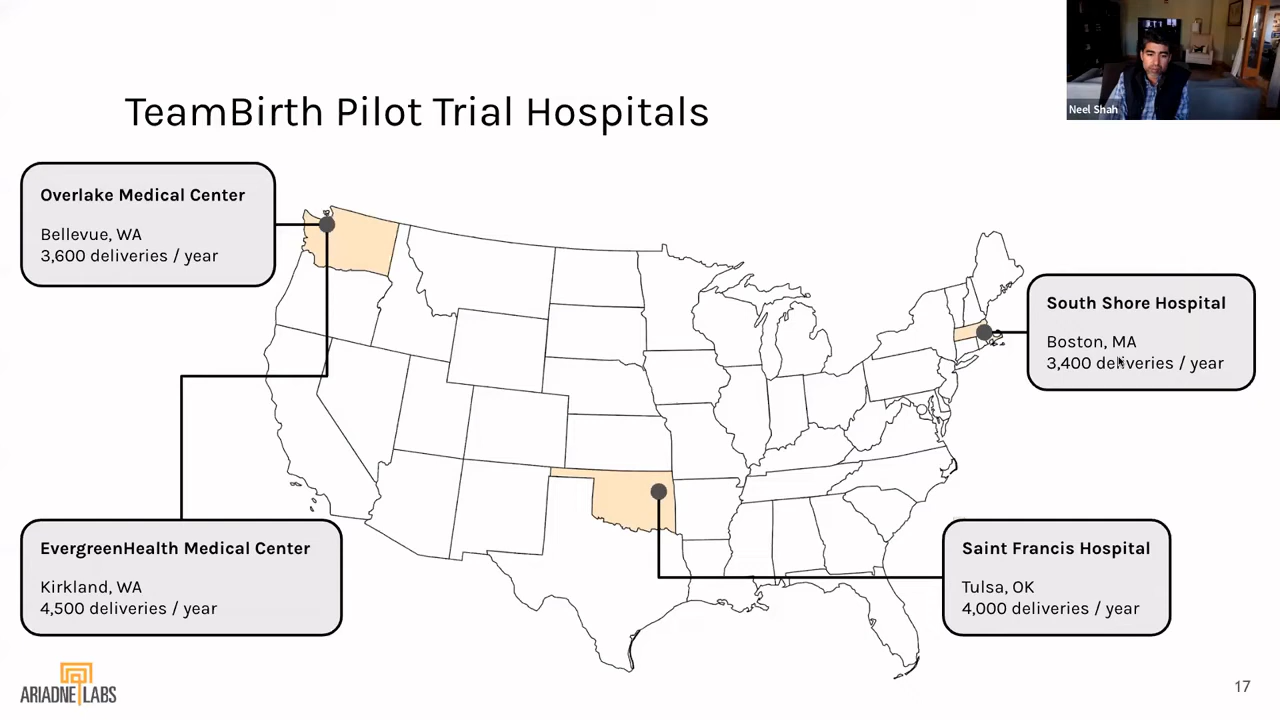 Neel Shah
TeamBirth Pilot Trial Hospitals
Overlake Medical Center
Bellevue, WA
3,600 deliveries / year
South Shore Hospital
Boston, MA
3,400 deliveries / year
EvergreenHealth Medical Center
Kirkland, WA
4,500 deliveries / year
Saint Francis Hospital
Tulsa, OK
4,000 deliveries / year
ARIADNE LABS
17